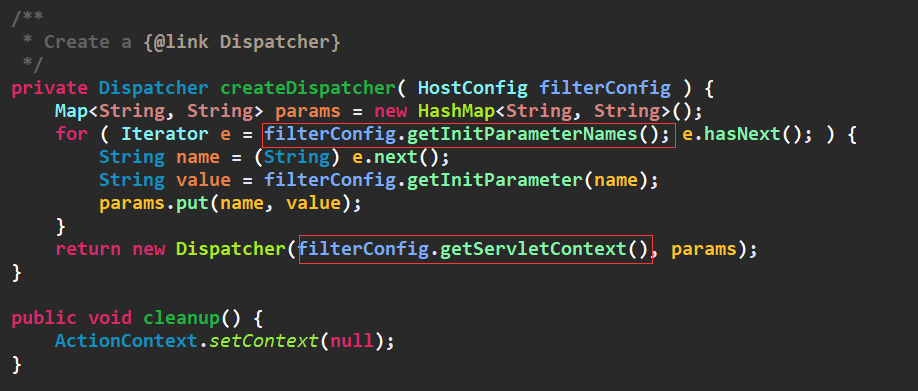 /**
 * Create a {@link Dispatcher}
 */
private Dispatcher createDispatcher( HostConfig filterConfig ) {
    Map<String, String> params = new HashMap<String, String>();
    for ( Iterator e = filterConfig.getInitParameterNames(); e.hasNext(); ) {
        String name = (String) e.next();
        String value = filterConfig.getInitParameter(name);
        params.put(name, value);
    }
    return new Dispatcher(filterConfig.getServletContext(), params);
}

public void cleanup() {
    ActionContext.setContext(null);
}